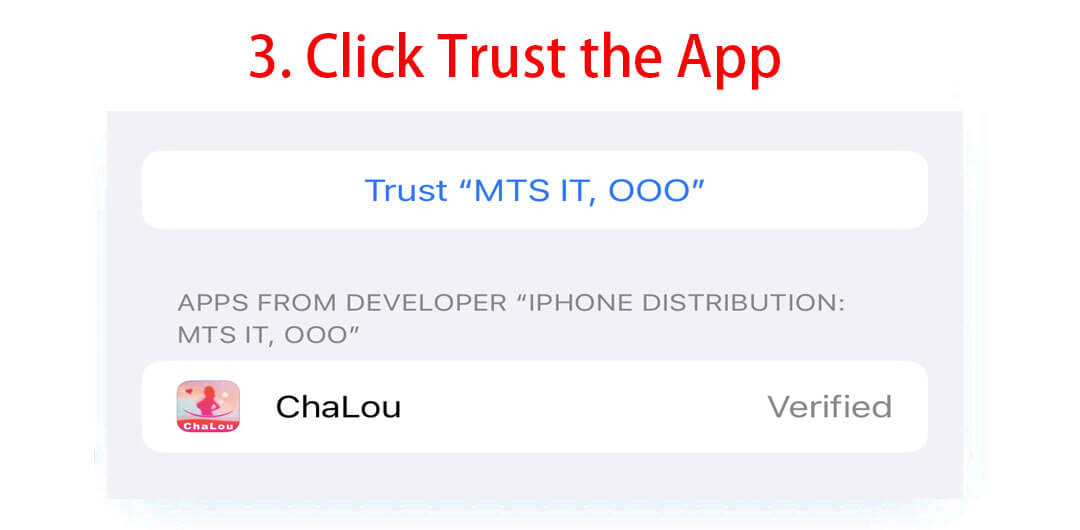 3. Click Trust the App
Trust “MTS IT, OOO”
APPS FROM DEVELOPER “IPHONE DISTRIBUTION:
MTS IT, OOO”
ChaLou
ChaLou
Verified